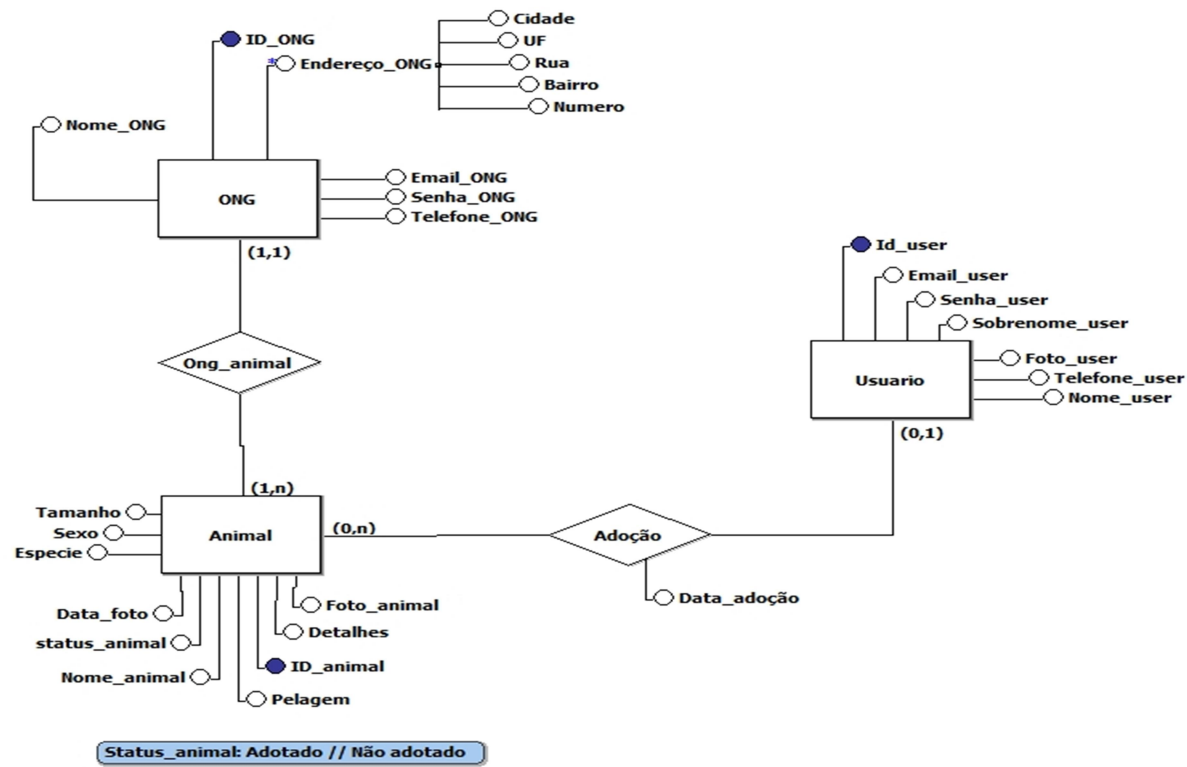 Cidade
ID_ONG
UF
* Endereço_ONG
Rua
Bairro
Numero
Nome_ONG
Email_ONG
ONG
Senha_ONG
Telefone_ONG
(1,1)
Id_user
Email_user
Senha_user
Sobrenome_user
Ong_animal
Foto_user
Usuario
Telefone_user
Nome_user
(0,1)
(1,n)
Tamanho
Sexo
Animal
(0,n)
Adoção
Especie
Data_foto
Foto_animal
Data_adoção
status_animal
Detalhes
Nome_animal
ID_animal
Pelagem
Status_animal: Adotado // Não adotado